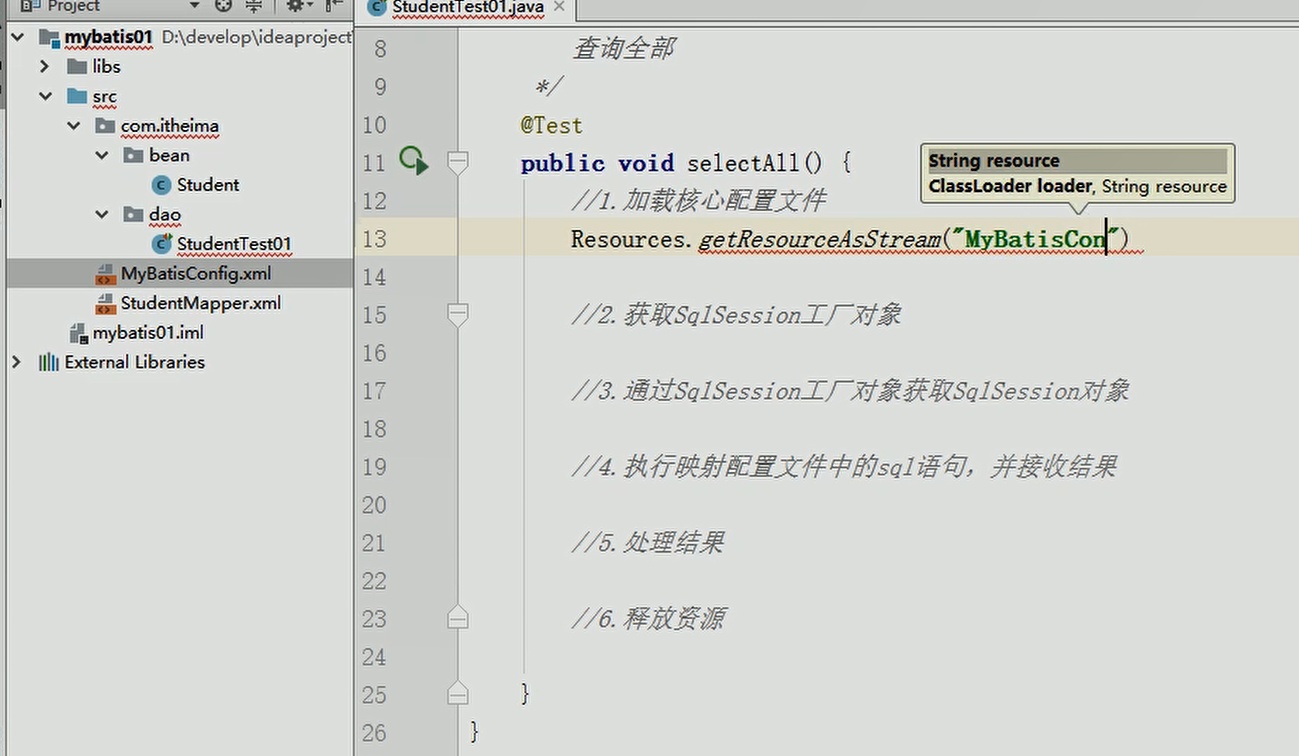 Project
StudentTest01.java
mybatis01 D:\develop\ideaproject
libs
src
com.itheima
bean
Student
dao
StudentTest01
MyBatisConfig.xml
StudentMapper.xml
mybatis01.iml
External Libraries
8 查询全部
9 */
10 @Test
11 public void selectAll() {
String resource
ClassLoader loader, String resource
12 //1.加载核心配置文件
13 Resources.getResourceAsStream("MyBatisCon")
14
15 //2.获取SqlSession工厂对象
16
17 //3.通过SqlSession工厂对象获取SqlSession对象
18
19 //4.执行映射配置文件中的sql语句，并接收结果
20
21 //5.处理结果
22
23 //6.释放资源
24
25 }
26 }